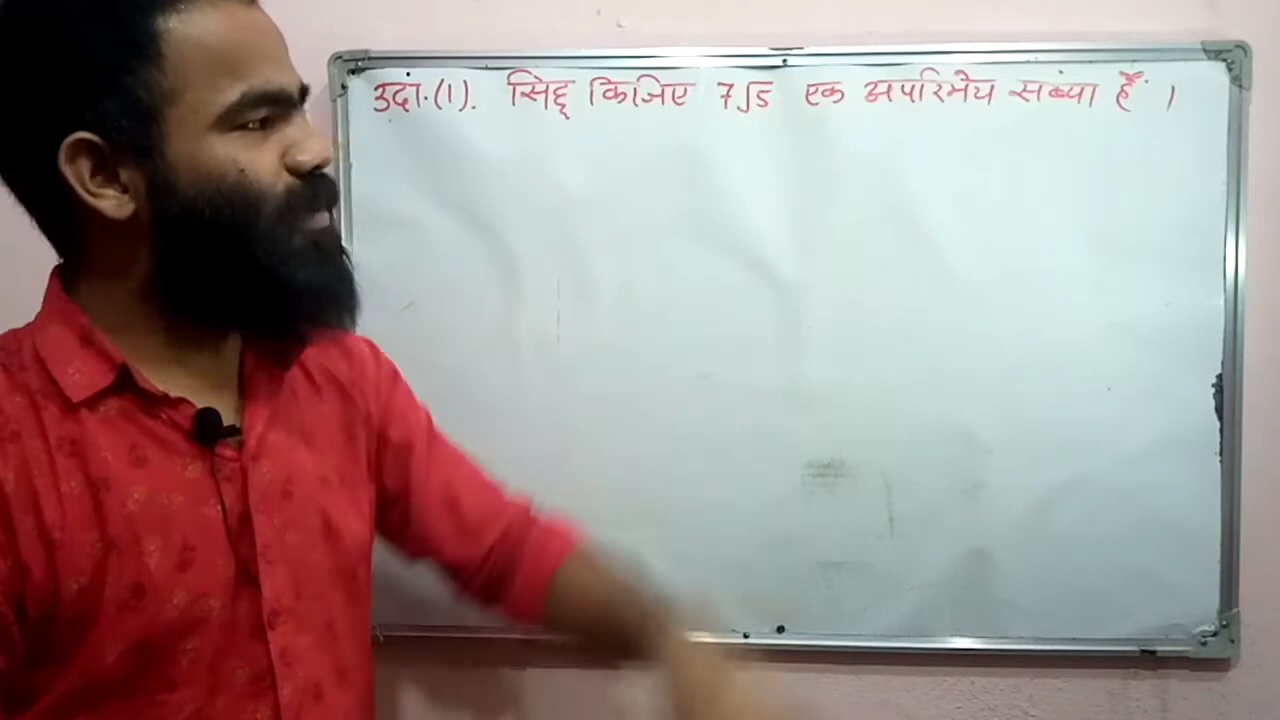 उदा.(1). सिद्ध किजिए 7√5 एक अपरिमेय संख्या हैं ।